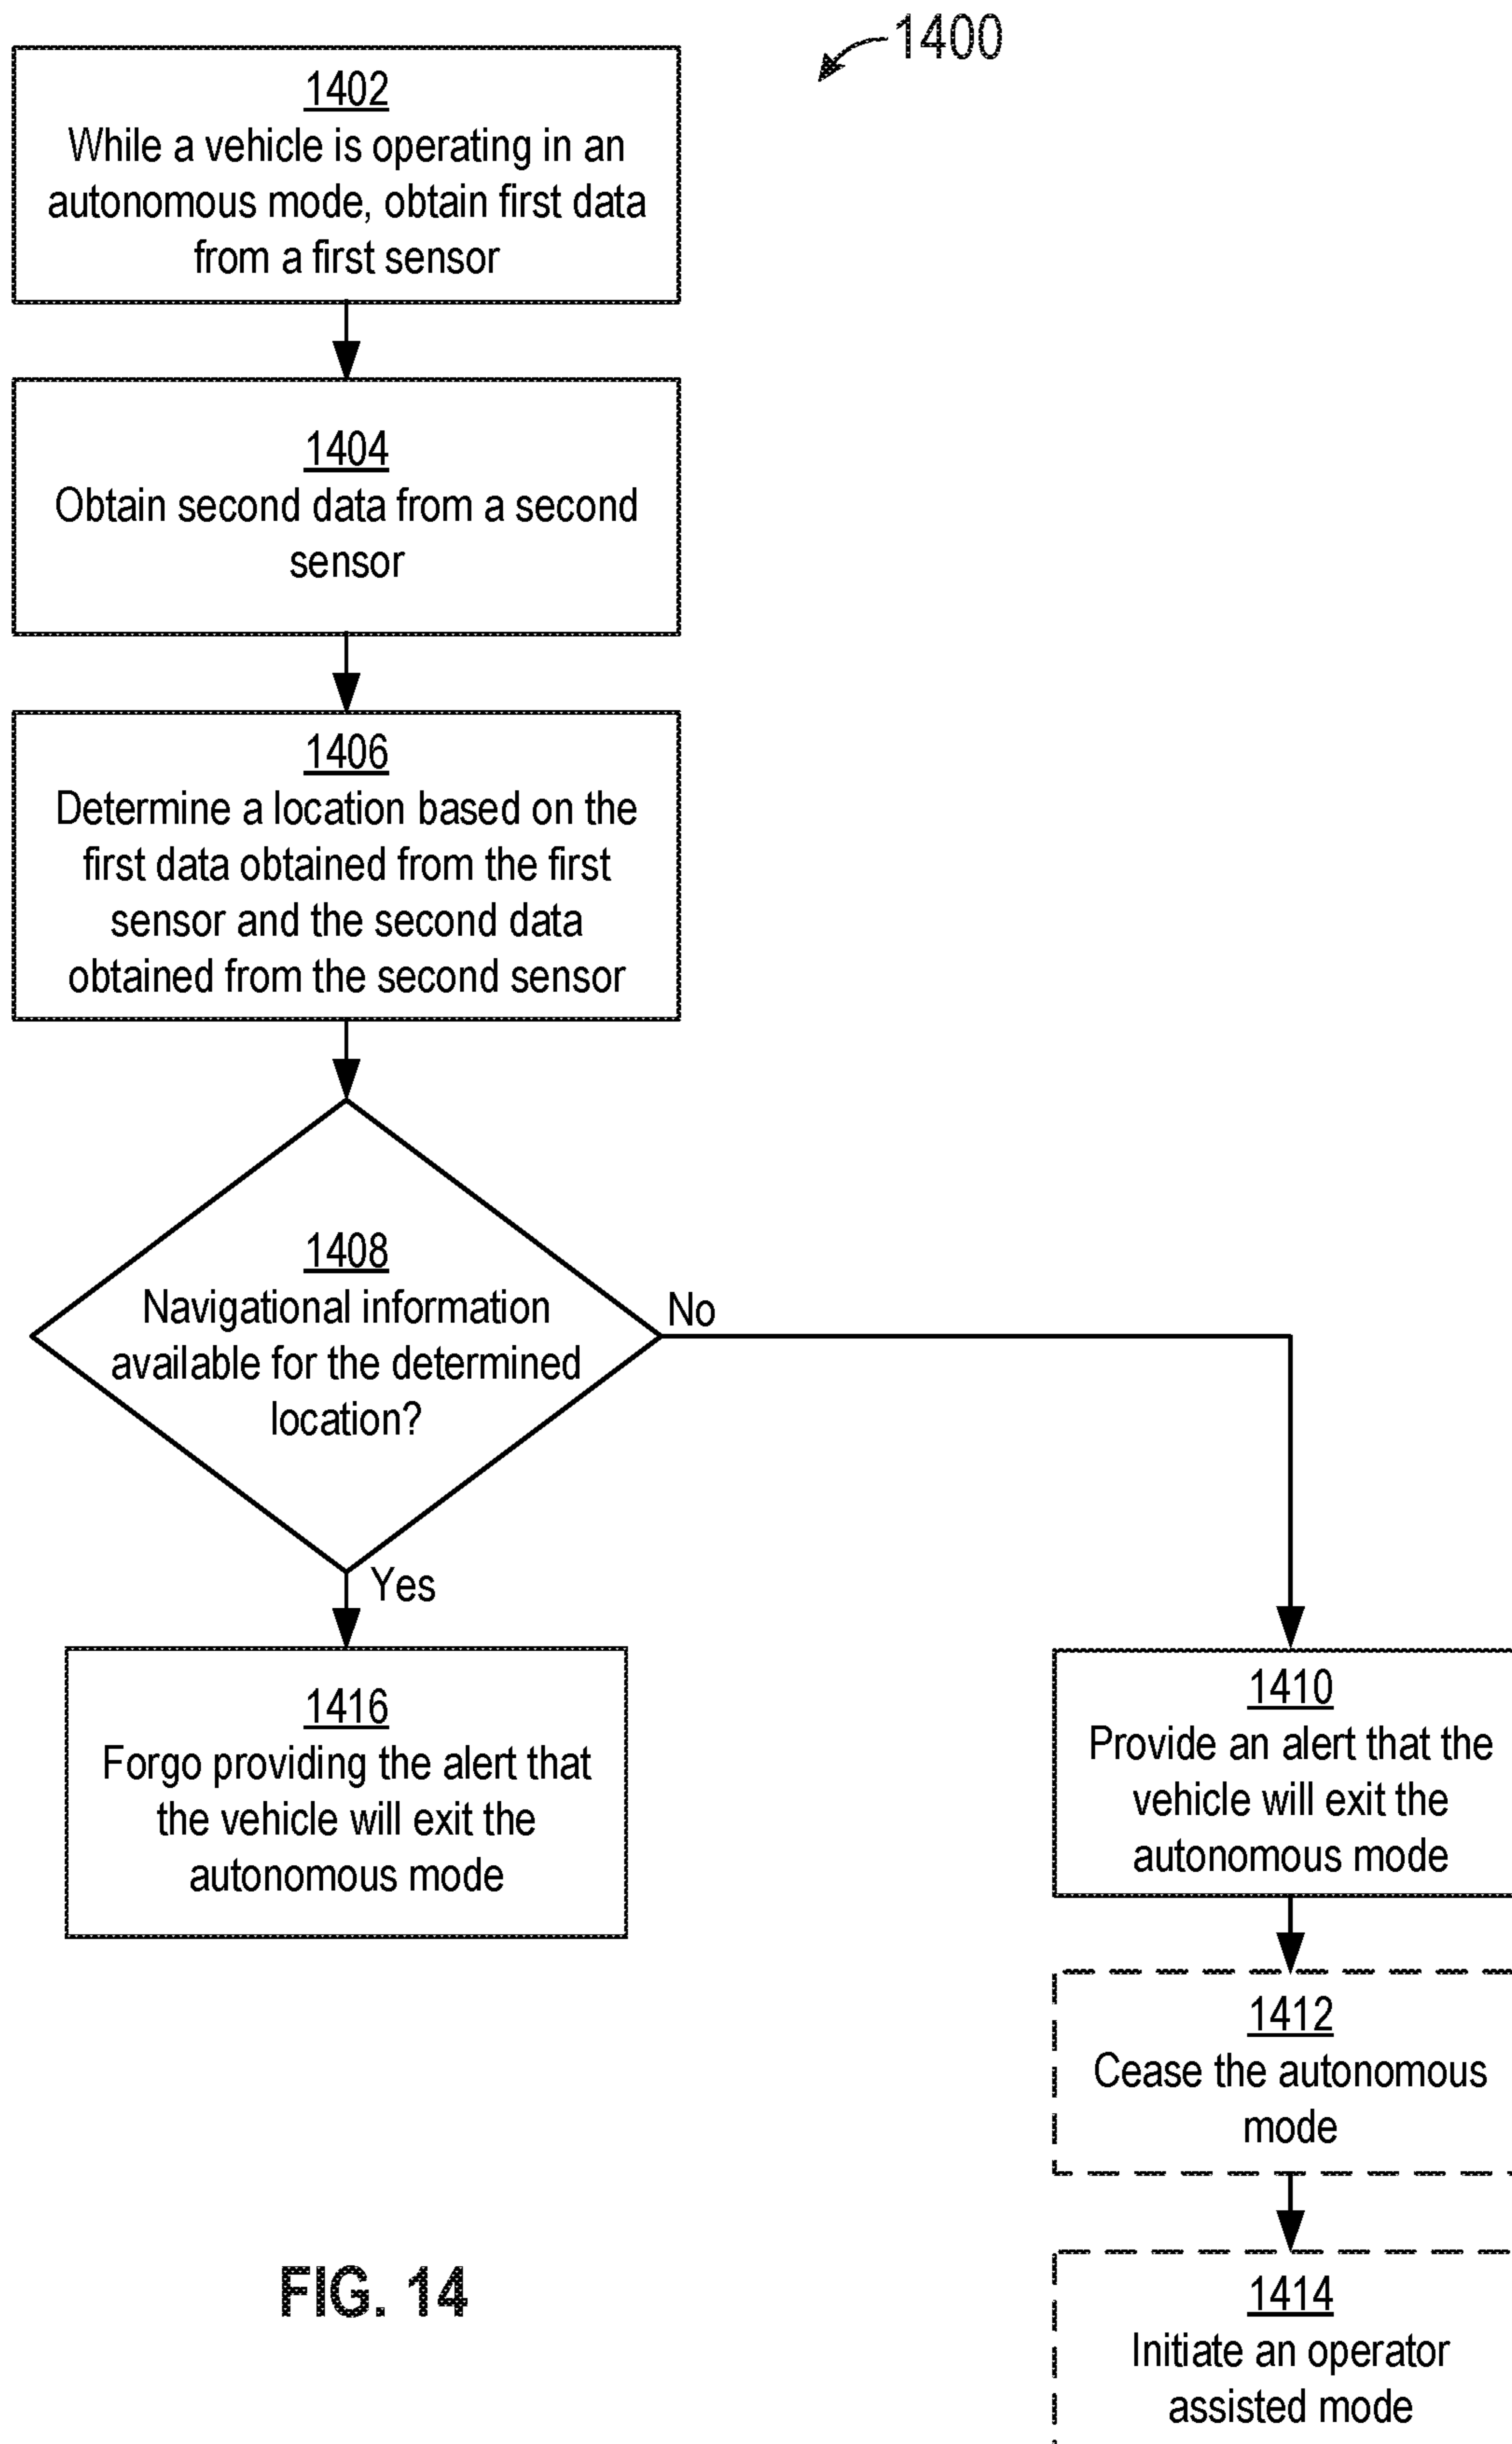 1400
1402
While a vehicle is operating in an
autonomous mode, obtain first data
from a first sensor
1404
Obtain second data from a second
sensor
1406
Determine a location based on the
first data obtained from the first
sensor and the second data
obtained from the second sensor
1408
Navigational information
available for the determined
location?
No
Yes
1416
Forgo providing the alert that
the vehicle will exit the
autonomous mode
1410
Provide an alert that the
vehicle will exit the
autonomous mode
1412
Cease the autonomous
mode
1414
Initiate an operator
assisted mode
FIG. 14